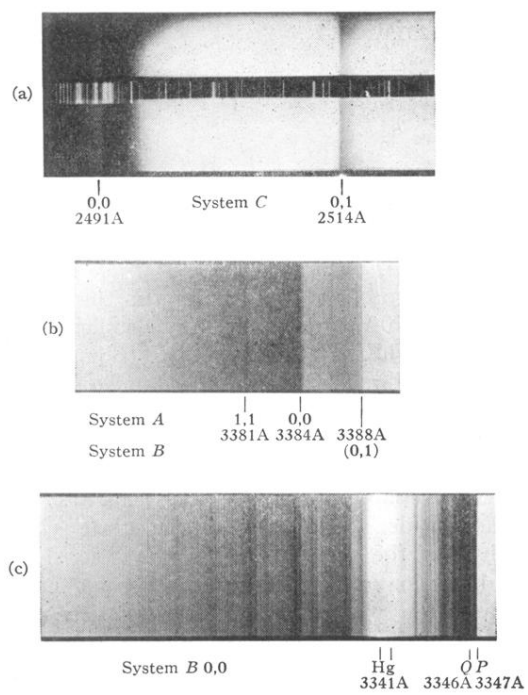 (a)
0,0 System C 0,1
2491A 2514A
(b)
System A 1,1 0,0
3381A 3384A 3388A
System B (0,1)
(c)
System B 0,0 Hg Q P
3341A 3346A 3347A